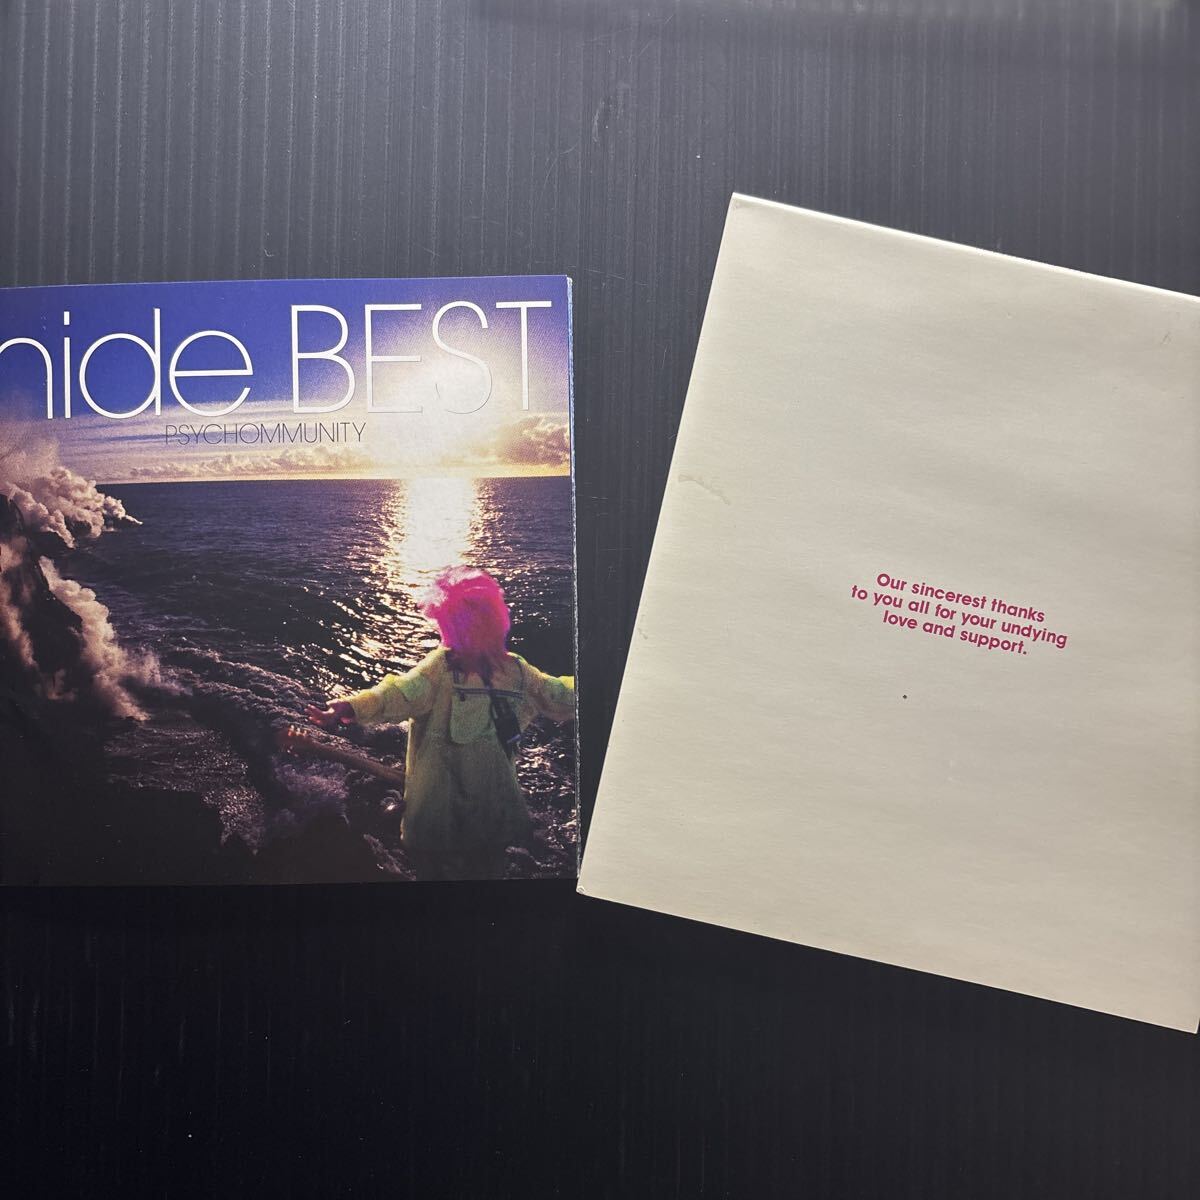 hide BEST
PSYCHOMMUNITY
Our sincerest thanks
to you all for your undying
love and support.